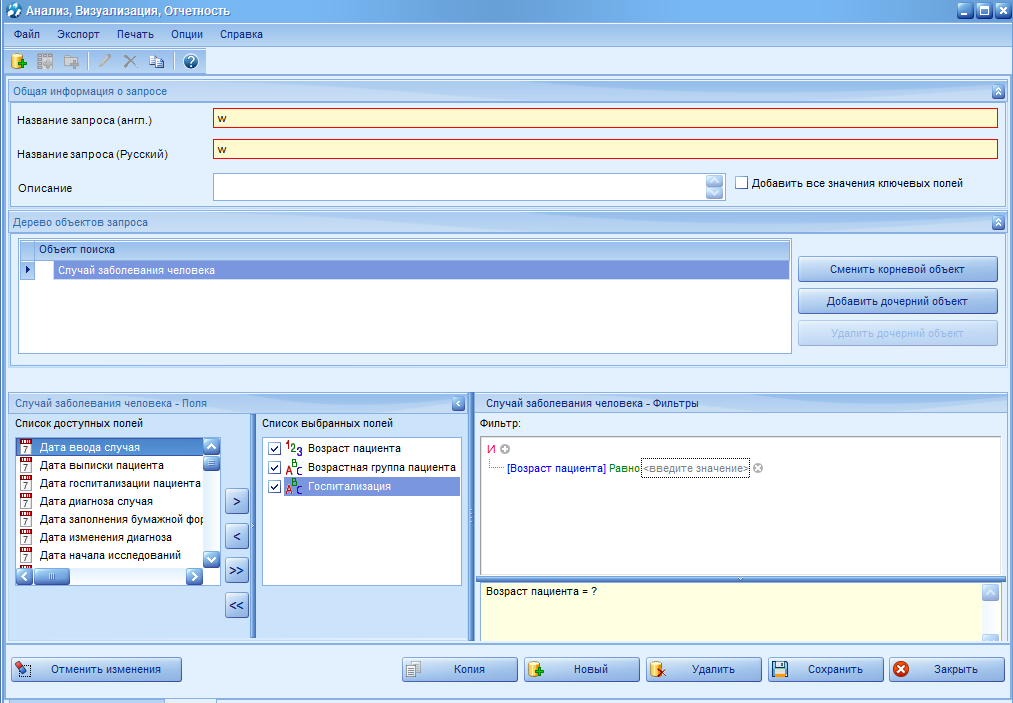 Анализ, Визуализация, Отчетность
Файл Экспорт Печать Опции Справка
Общая информация о запросе
Название запроса (англ.) w
Название запроса (Русский) w
Описание Добавить все значения ключевых полей
Дерево объектов запроса
Объект поиска
Случай заболевания человека
Сменить корневой объект
Добавить дочерний объект
Удалить дочерний объект
Случай заболевания человека - Поля
Список доступных полей
Дата ввода случая
Дата выписки пациента
Дата госпитализации пациента
Дата диагноза случая
Дата заполнения бумажной фор
Дата изменения диагноза
Дата начала исследований
>
<
>>
<<
Список выбранных полей
Возраст пациента
Возрастная группа пациента
Госпитализация
Случай заболевания человека - Фильтры
Фильтр:
И
[Возраст пациента] Равно <введите значение>
Возраст пациента = ?
Отменить изменения Копия Новый Удалить Сохранить Закрыть